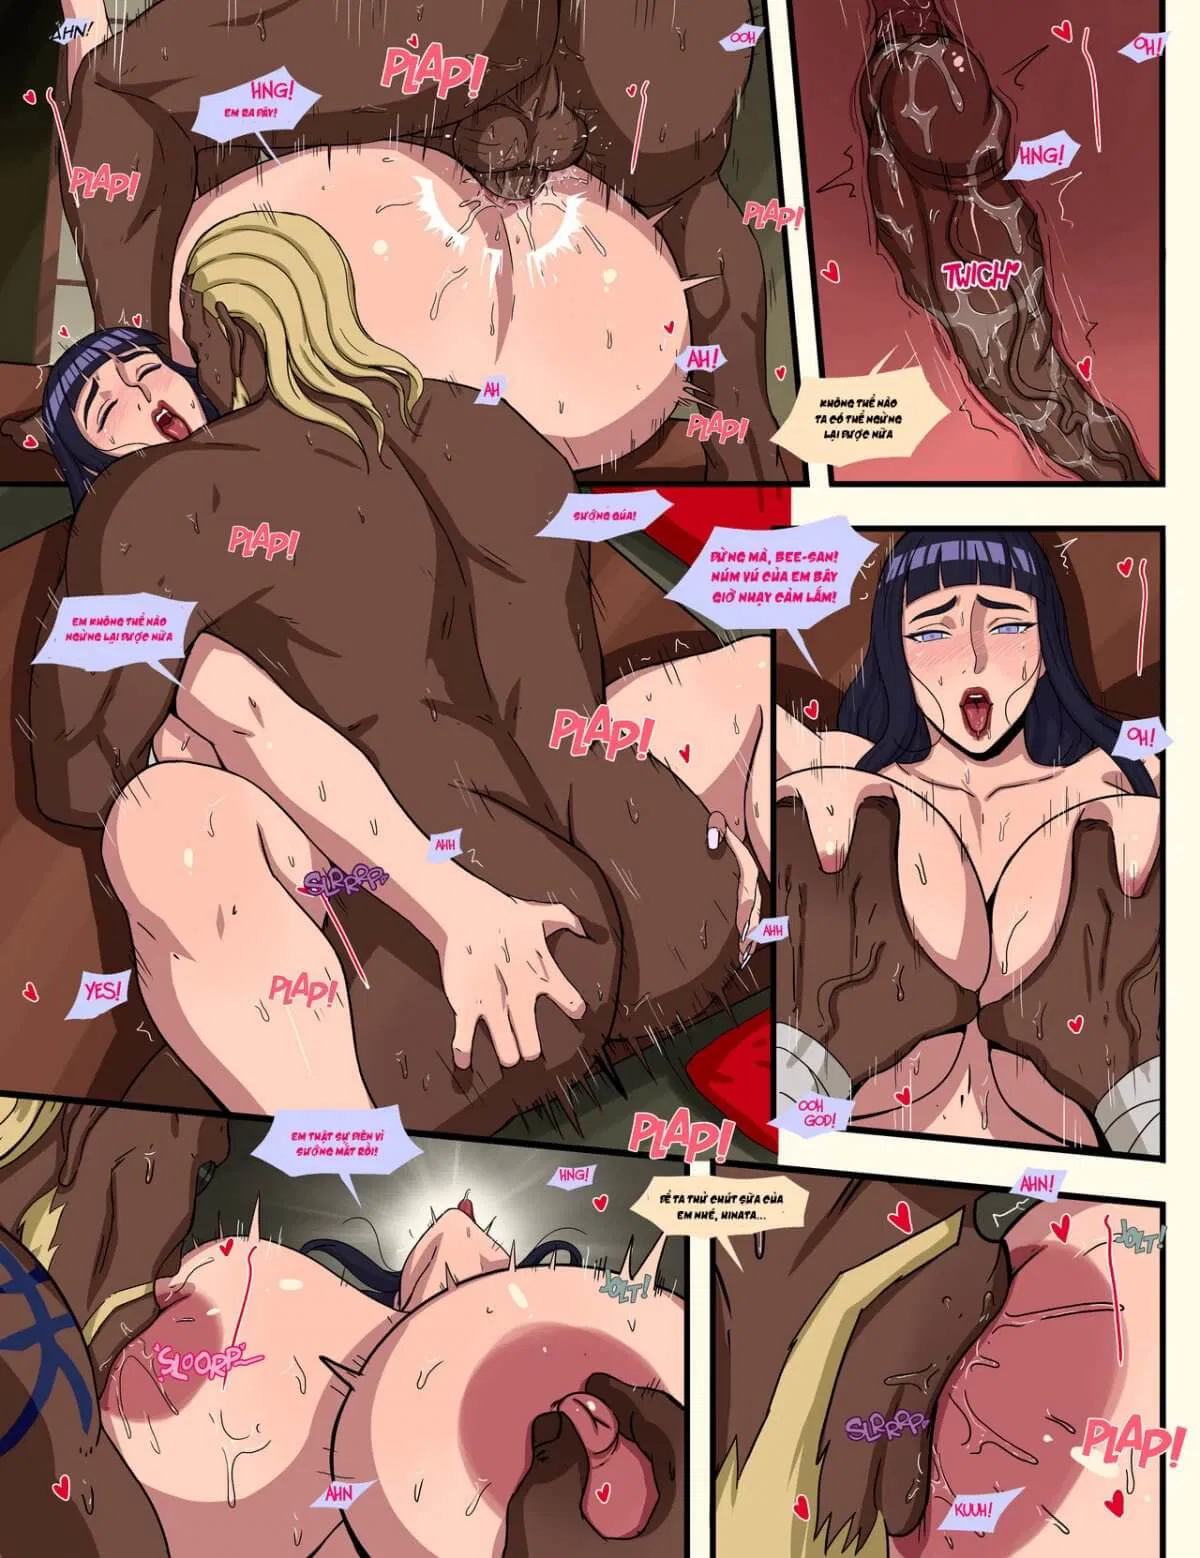 AHN!
PLAP!
OOH
HNG!
EM RA ĐÂY!
PLAP!
PLAP!
AH!
AH
PLAP!
OH!
HNG!
TWICH
KHÔNG THỂ NÀO
TA CÓ THỂ NGỪNG
LẠI ĐƯỢC NỮA
SƯỚNG QÚA!
PLAP!
EM KHÔNG THỂ NÀO
NGỪNG LẠI ĐƯỢC NỮA
PLAP!
AHH
SLRRRP
AHH
YES!
PLAP!
ĐỪNG MÀ, BEE-SAN!
NÚM VÚ CỦA EM BÂY
GIỜ NHẠY CẢM LẮM!
OH!
OOH
GOD!
EM THẬT SỰ ĐIÊN VÌ
SƯỚNG MẤT RỒI!
HNG!
PLAP!
JOLT!
SLOORP
AHN
ĐỂ TA THỬ CHÚT SỮA CỦA
EM NHÉ, HINATA...
AHN!
JOLT!
SLRRRP
PLAP!
KUUH!